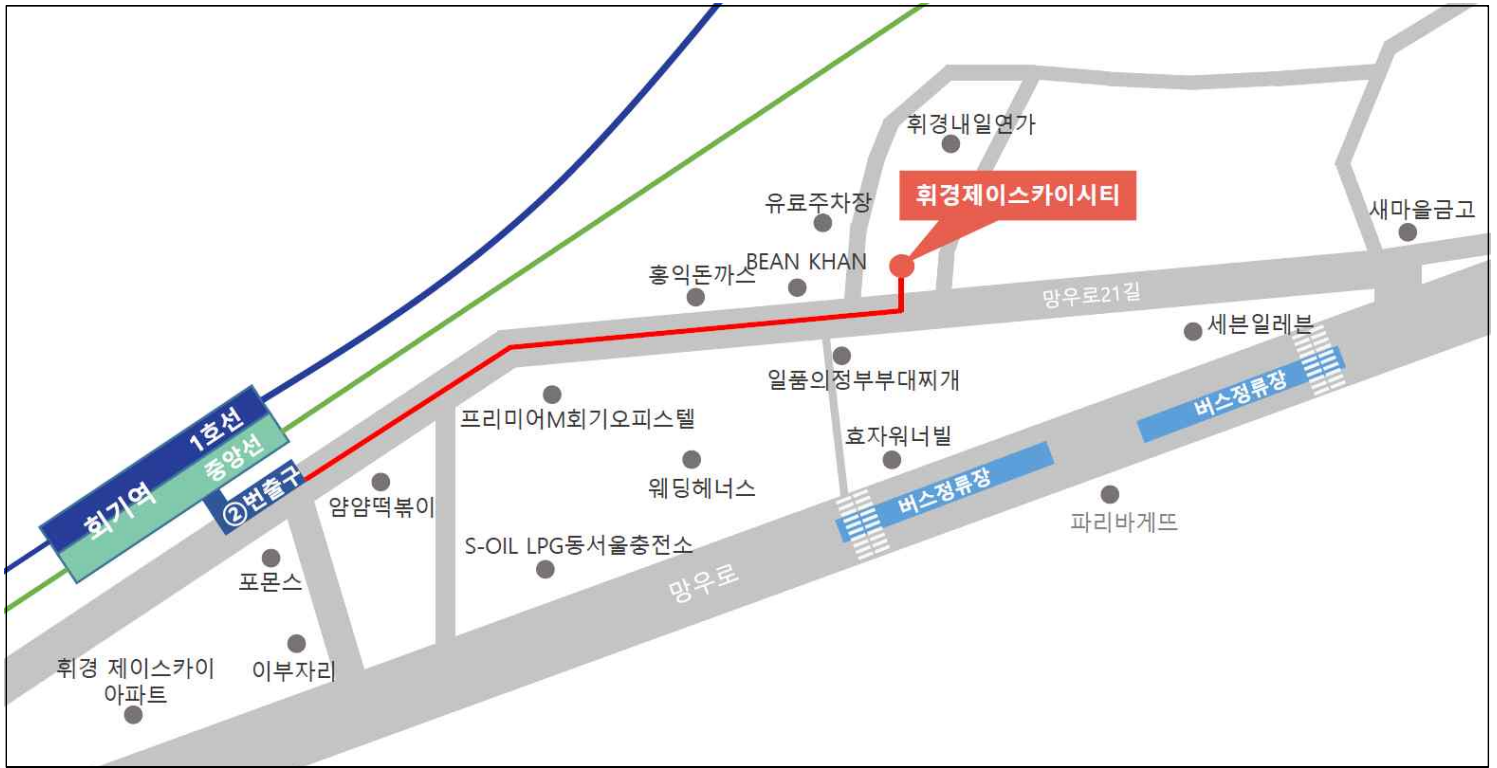 휘경내일연가
휘경제이스카이시티
유료주차장
새마을금고
BEAN KHAN
홍익돈까스
망우로21길
세븐일레븐
일품의정부부대찌개
버스정류장
1호선
중앙선
회기역
②번출구
프리미어M회기오피스텔
효자워너빌
웨딩헤너스
버스정류장
얌얌떡볶이
파리바게뜨
S-OIL LPG동서울충전소
망우로
포몬스
이부자리
휘경 제이스카이
아파트